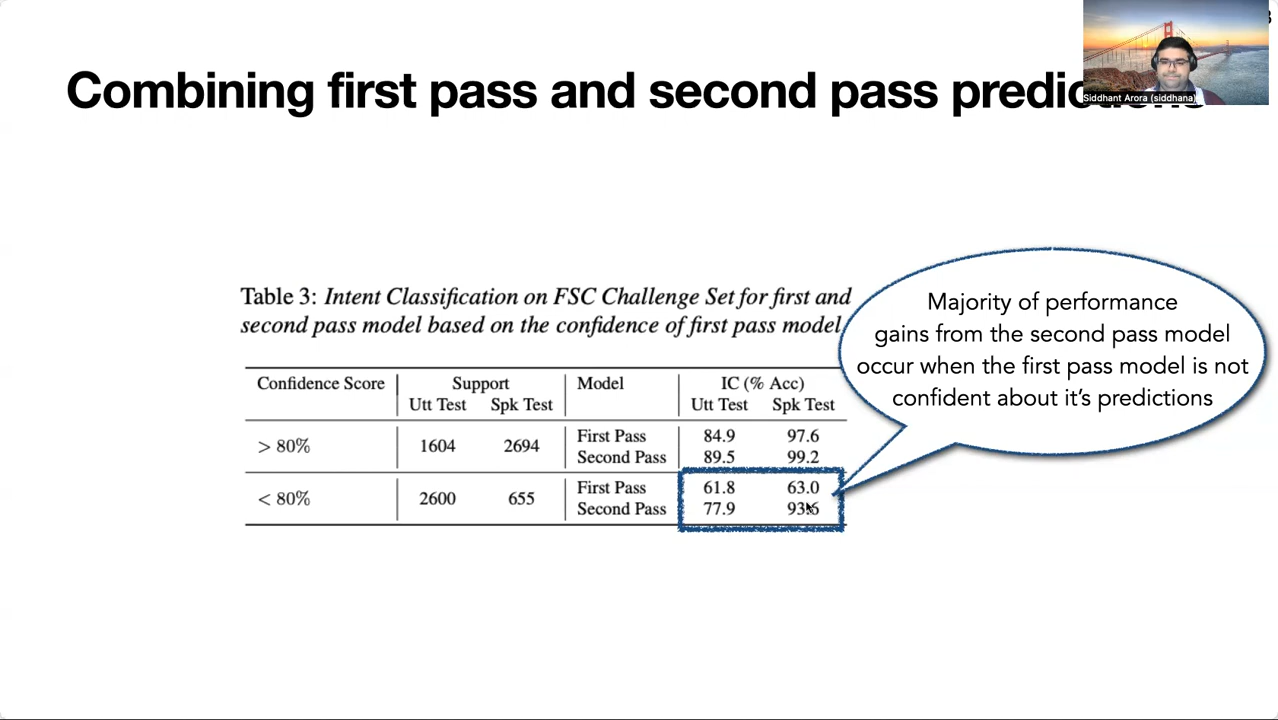 Combining first pass and second pass
Siddhant Arora (siddhana)
Table 3: Intent Classification on FSC Challenge Set for first and
second pass model based on the confidence of first pass model
Majority of performance
gains from the second pass model
occur when the first pass model is not
confident about it's predictions
Confidence Score Support Model IC (% Acc)
Utt Test Spk Test Utt Test Spk Test
> 80% 1604 2694 First Pass 84.9 97.6
Second Pass 89.5 99.2
< 80% 2600 655 First Pass 61.8 63.0
Second Pass 77.9